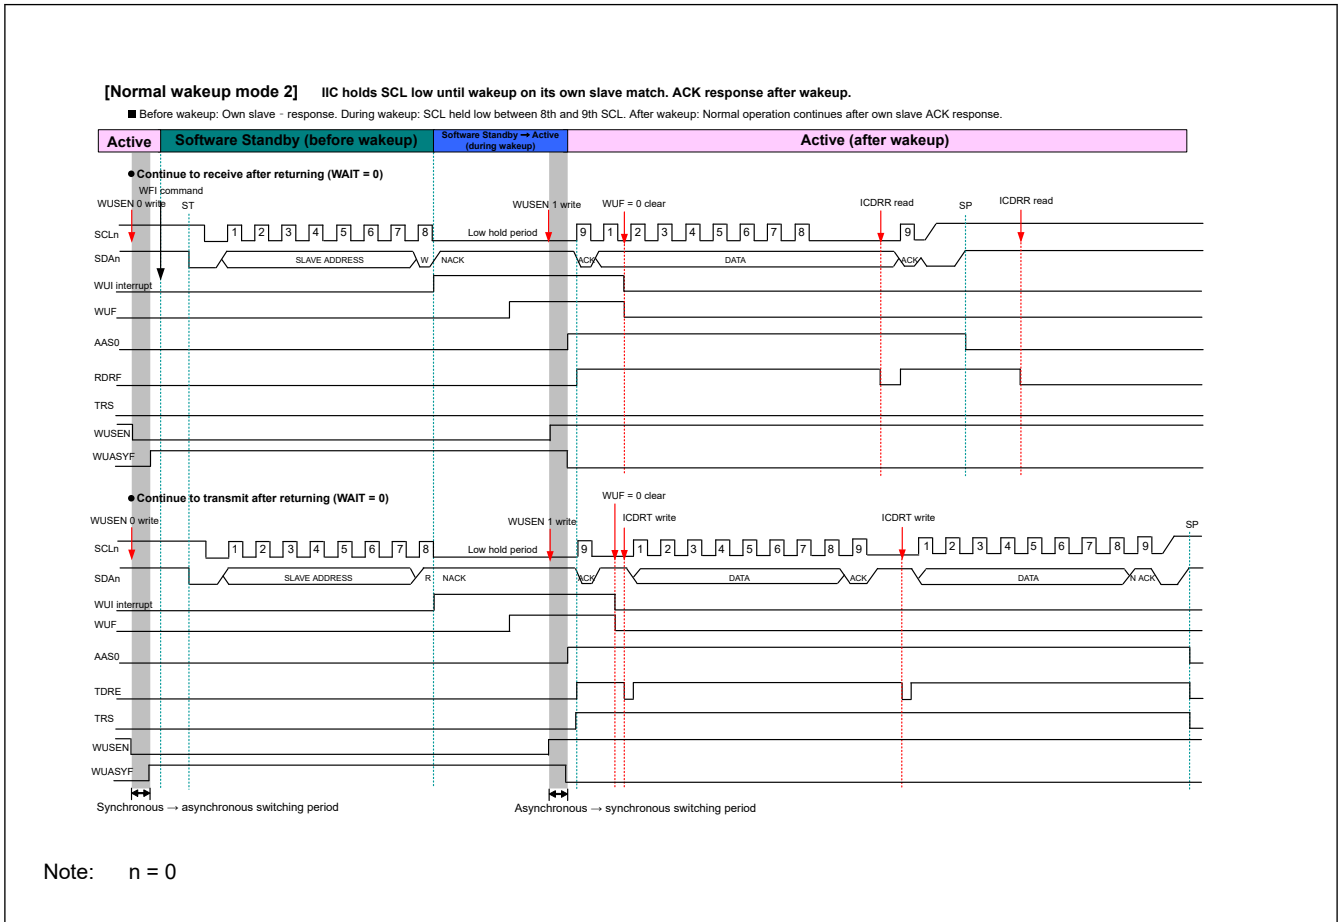 [Normal wakeup mode 2] IIC holds SCL low until wakeup on its own slave match. ACK response after wakeup.
■ Before wakeup: Own slave - response. During wakeup: SCL held low between 8th and 9th SCL. After wakeup: Normal operation continues after own slave ACK response.
Active Software Standby (before wakeup) Software Standby → Active (during wakeup) Active (after wakeup)
● Continue to receive after returning (WAIT = 0)
WFI command
WUSEN 0 write ST WUSEN 1 write WUF = 0 clear ICDRR read SP ICDRR read
SCLn 1 2 3 4 5 6 7 8 Low hold period 9 1 2 3 4 5 6 7 8 9
SDAn SLAVE ADDRESS W NACK ACK DATA ACK
WUI interrupt
WUF
AAS0
RDRF
TRS
WUSEN
WUASYF
● Continue to transmit after returning (WAIT = 0)
WUF = 0 clear
WUSEN 0 write WUSEN 1 write ICDRT write ICDRT write SP
SCLn 1 2 3 4 5 6 7 8 Low hold period 9 1 2 3 4 5 6 7 8 9 1 2 3 4 5 6 7 8 9
SDAn SLAVE ADDRESS R NACK ACK DATA ACK DATA N ACK
WUI interrupt
WUF
AAS0
TDRE
TRS
WUSEN
WUASYF
Synchronous → asynchronous switching period Asynchronous → synchronous switching period
Note: n = 0